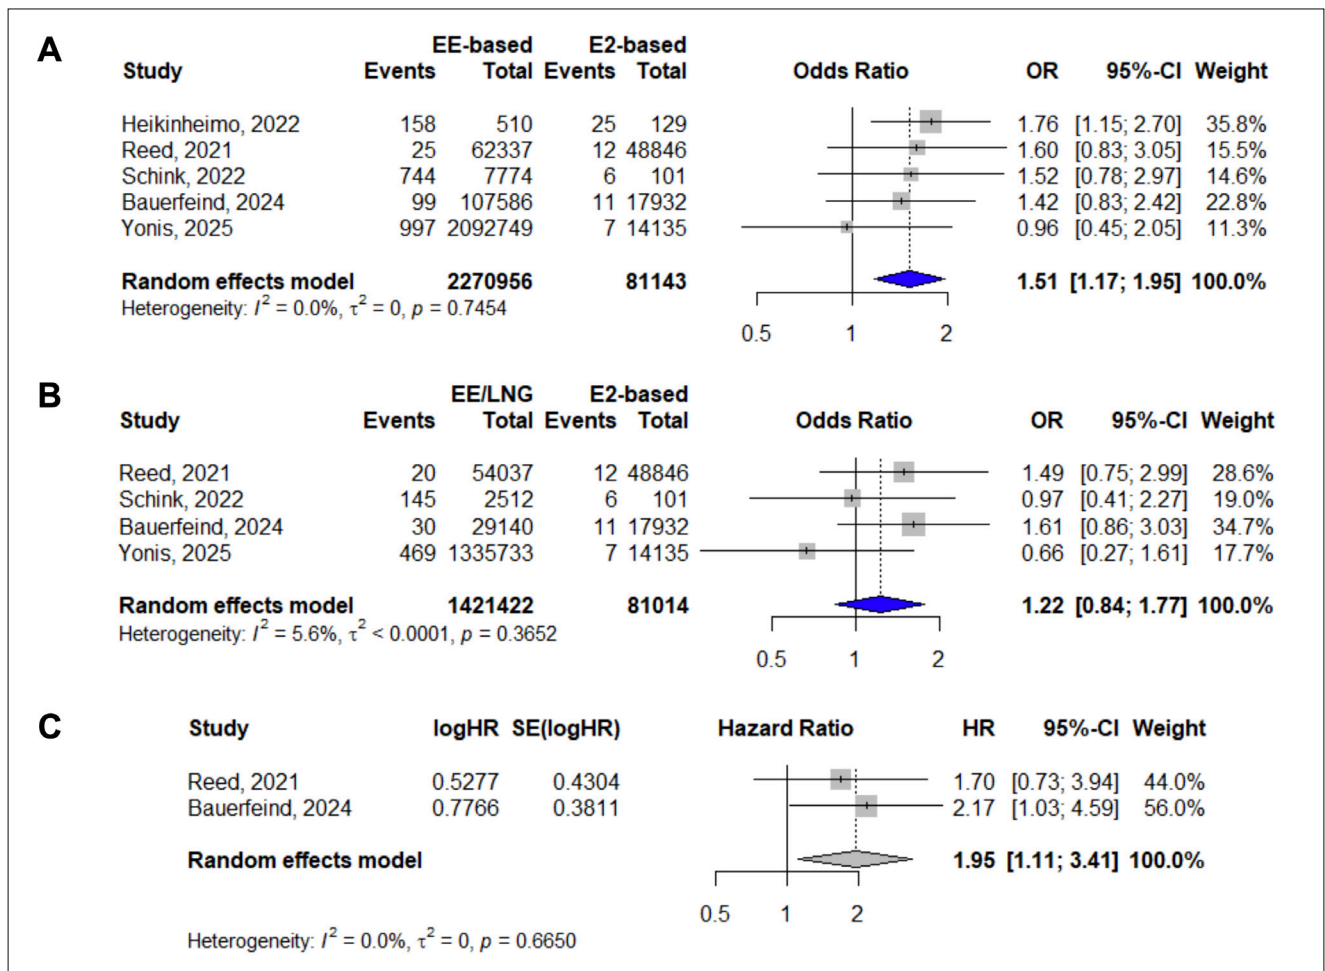 A
EE-based E2-based
Study Events Total Events Total Odds Ratio OR 95%-CI Weight
Heikinheimo, 2022 158 510 25 129 1.76 [1.15; 2.70] 35.8%
Reed, 2021 25 62337 12 48846 1.60 [0.83; 3.05] 15.5%
Schink, 2022 744 7774 6 101 1.52 [0.78; 2.97] 14.6%
Bauerfeind, 2024 99 107586 11 17932 1.42 [0.83; 2.42] 22.8%
Yonis, 2025 997 2092749 7 14135 0.96 [0.45; 2.05] 11.3%
Random effects model 2270956 81143 1.51 [1.17; 1.95] 100.0%
Heterogeneity: I² = 0.0%, τ² = 0, p = 0.7454
0.5 1 2
B
EE/LNG E2-based
Study Events Total Events Total Odds Ratio OR 95%-CI Weight
Reed, 2021 20 54037 12 48846 1.49 [0.75; 2.99] 28.6%
Schink, 2022 145 2512 6 101 0.97 [0.41; 2.27] 19.0%
Bauerfeind, 2024 30 29140 11 17932 1.61 [0.86; 3.03] 34.7%
Yonis, 2025 469 1335733 7 14135 0.66 [0.27; 1.61] 17.7%
Random effects model 1421422 81014 1.22 [0.84; 1.77] 100.0%
Heterogeneity: I² = 5.6%, τ² < 0.0001, p = 0.3652
0.5 1 2
C
Study logHR SE(logHR) Hazard Ratio HR 95%-CI Weight
Reed, 2021 0.5277 0.4304 1.70 [0.73; 3.94] 44.0%
Bauerfeind, 2024 0.7766 0.3811 2.17 [1.03; 4.59] 56.0%
Random effects model 1.95 [1.11; 3.41] 100.0%
0.5 1 2
Heterogeneity: I² = 0.0%, τ² = 0, p = 0.6650